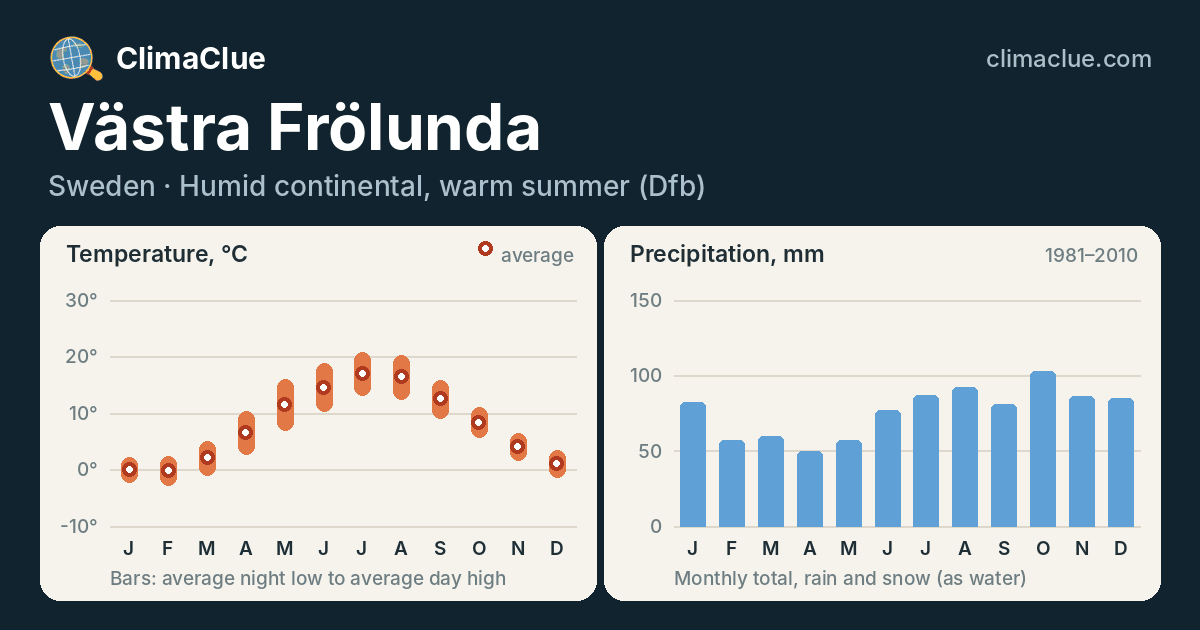 ClimaClue
climaclue.com
Västra Frölunda
Sweden · Humid continental, warm summer (Dfb)
Temperature, °C
average
30°
20°
10°
0°
-10°
J F M A M J J A S O N D
Bars: average night low to average day high
Precipitation, mm
1981–2010
150
100
50
0
J F M A M J J A S O N D
Monthly total, rain and snow (as water)